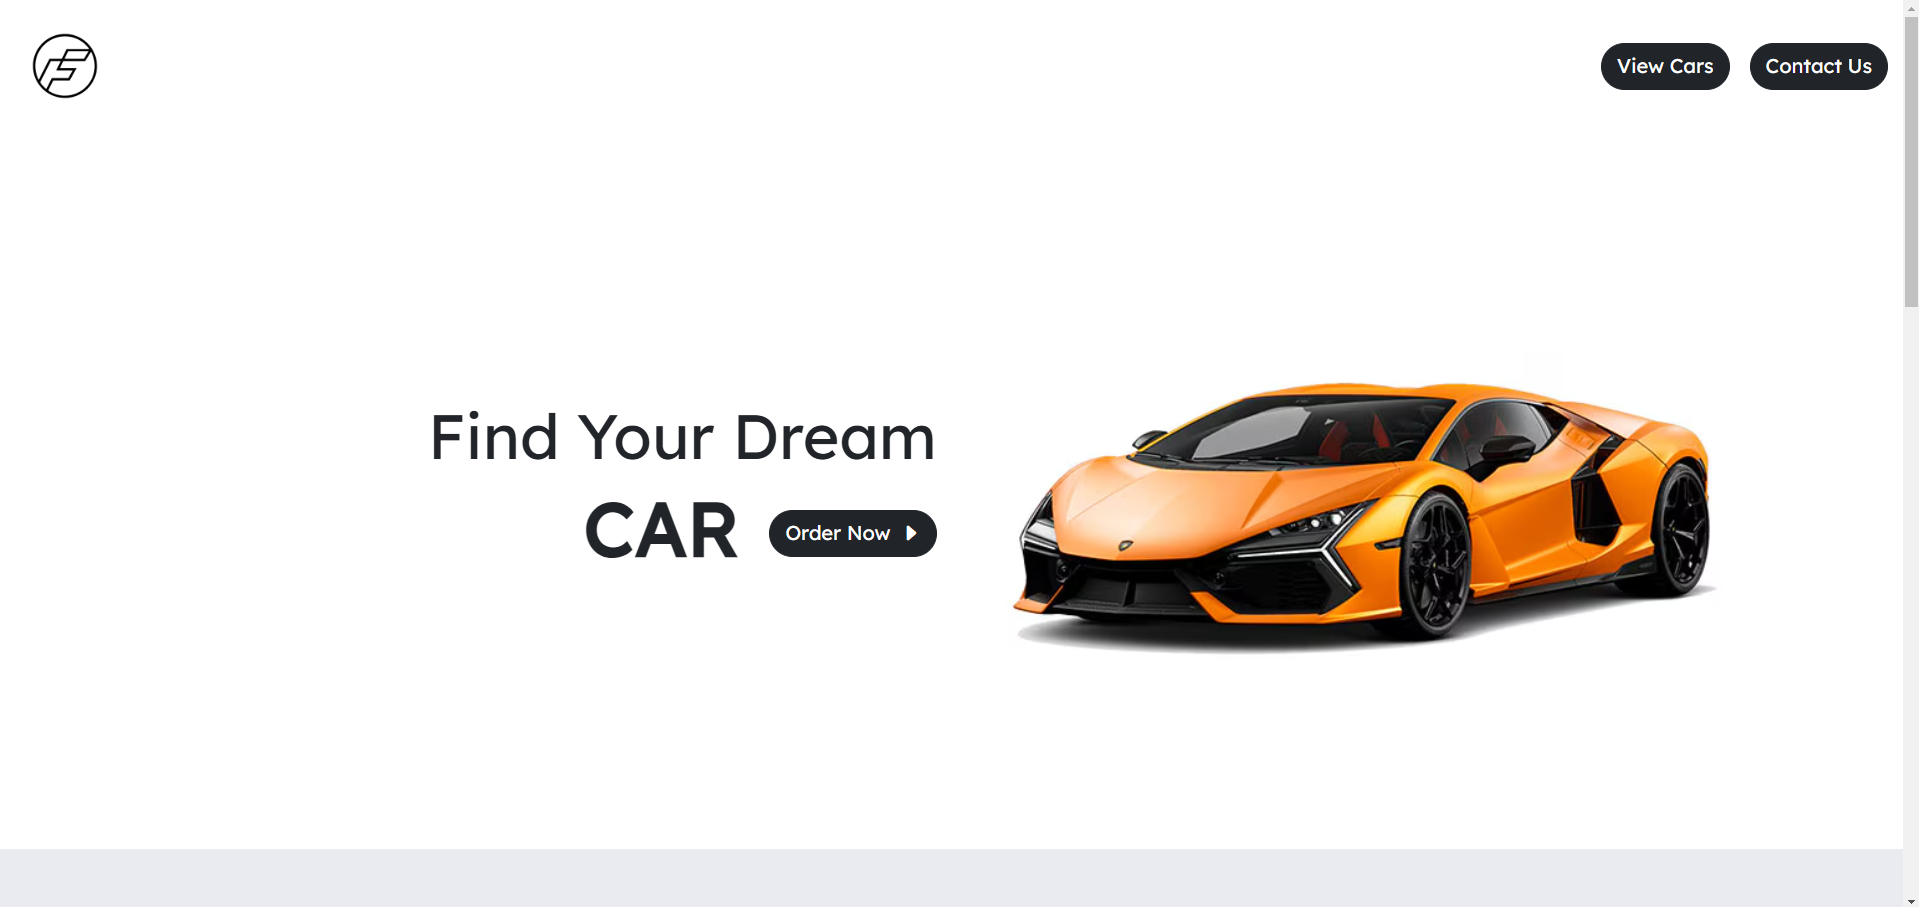 View Cars
Contact Us
Find Your Dream
CAR
Order Now